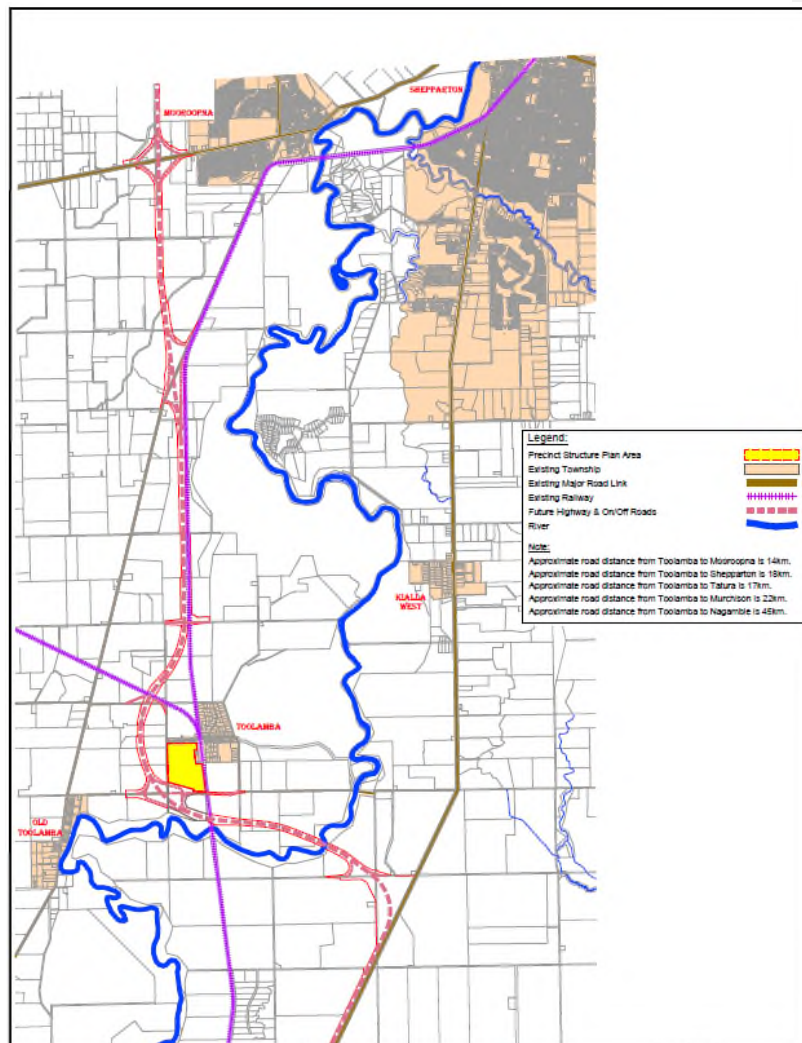 SHEPPARTON
MOOROOPNA
KIALLA
WEST
TOOLAMBA
OLD
TOOLAMBA
Legend:
Precinct Structure Plan Area
Existing Township
Existing Major Road Link
Existing Railway
Future Highway & On/Off Roads
River
Note:
Approximate road distance from Toolamba to Mooroopna is 14km.
Approximate road distance from Toolamba to Shepparton is 18km.
Approximate road distance from Toolamba to Tatura is 17km.
Approximate road distance from Toolamba to Murchison is 22km.
Approximate road distance from Toolamba to Nagambie is 45km.